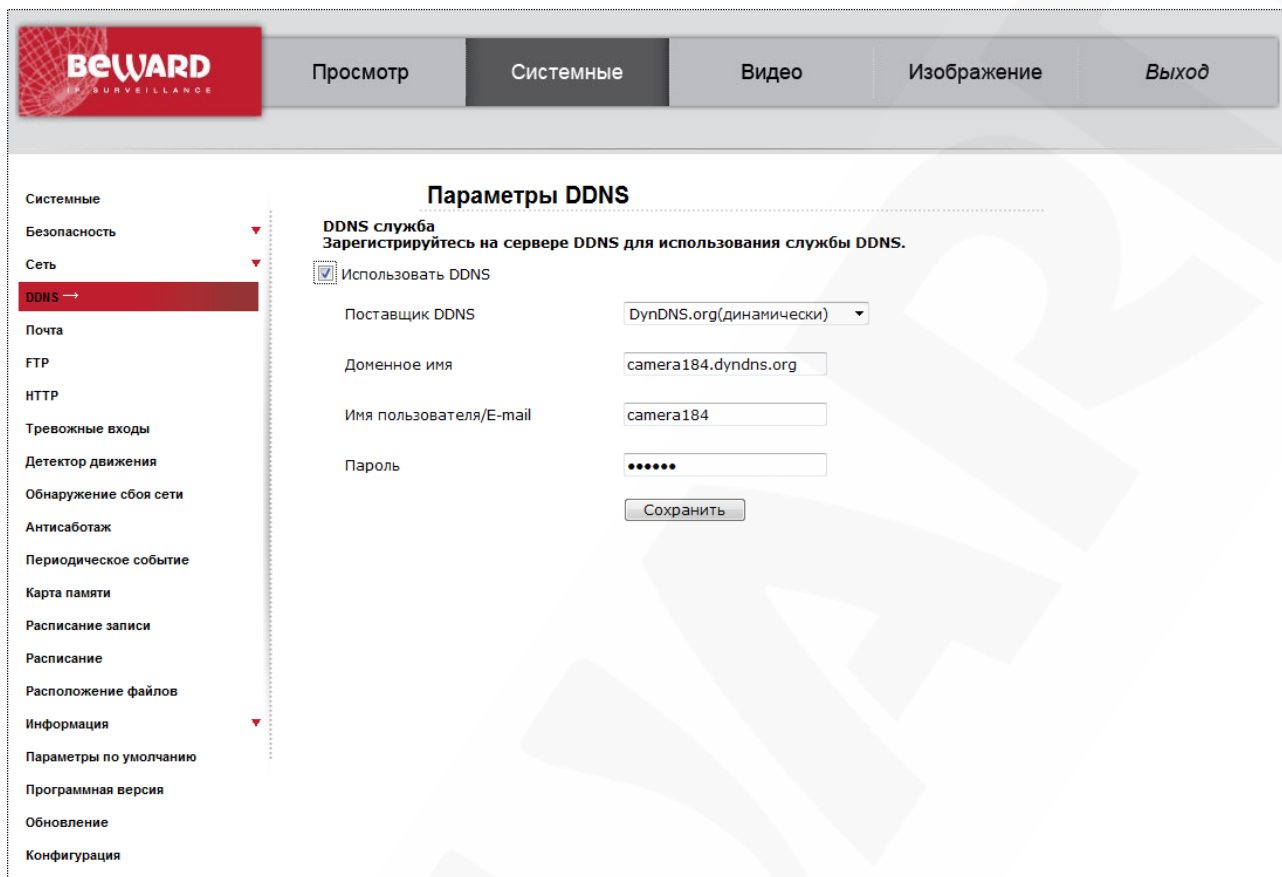 BEWARD
IP SURVEILLANCE
Просмотр
Системные
Видео
Изображение
Выход
Системные
Безопасность
Сеть
DDNS →
Почта
FTP
HTTP
Тревожные входы
Детектор движения
Обнаружение сбоя сети
Антисаботаж
Периодическое событие
Карта памяти
Расписание записи
Расписание
Расположение файлов
Информация
Параметры по умолчанию
Программная версия
Обновление
Конфигурация
Параметры DDNS
DDNS служба
Зарегистрируйтесь на сервере DDNS для использования службы DDNS.
Использовать DDNS
Поставщик DDNS DynDNS.org(динамически)
Доменное имя camera184.dyndns.org
Имя пользователя/E-mail camera184
Пароль ••••••
Сохранить